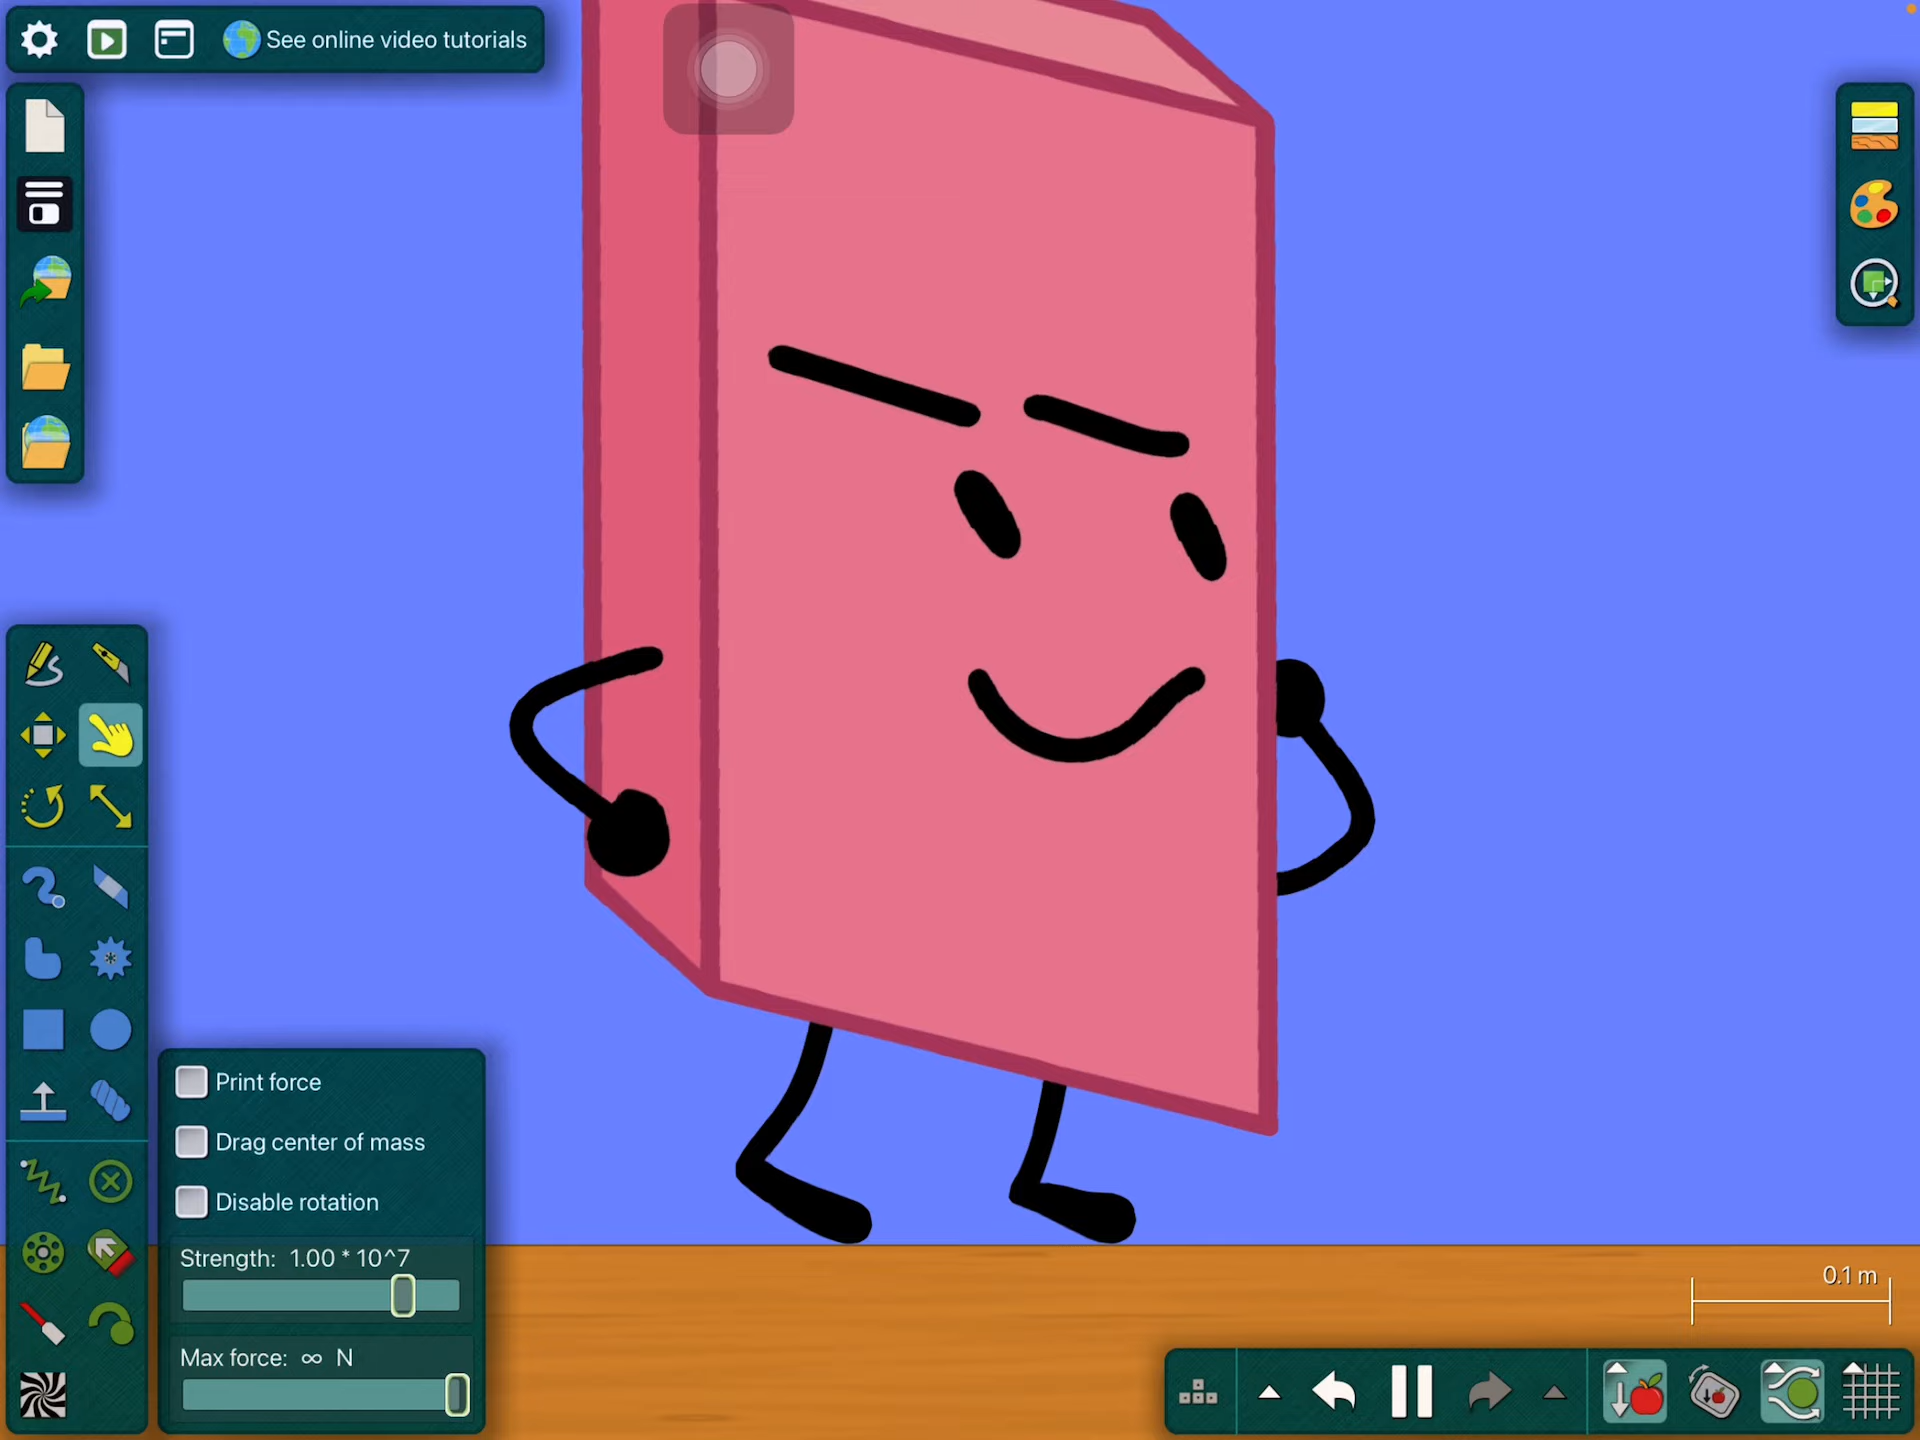 See online video tutorials
Print force
Drag center of mass
Disable rotation
Strength: 1.00 * 10^7
Max force: ∞ N
0.1 m